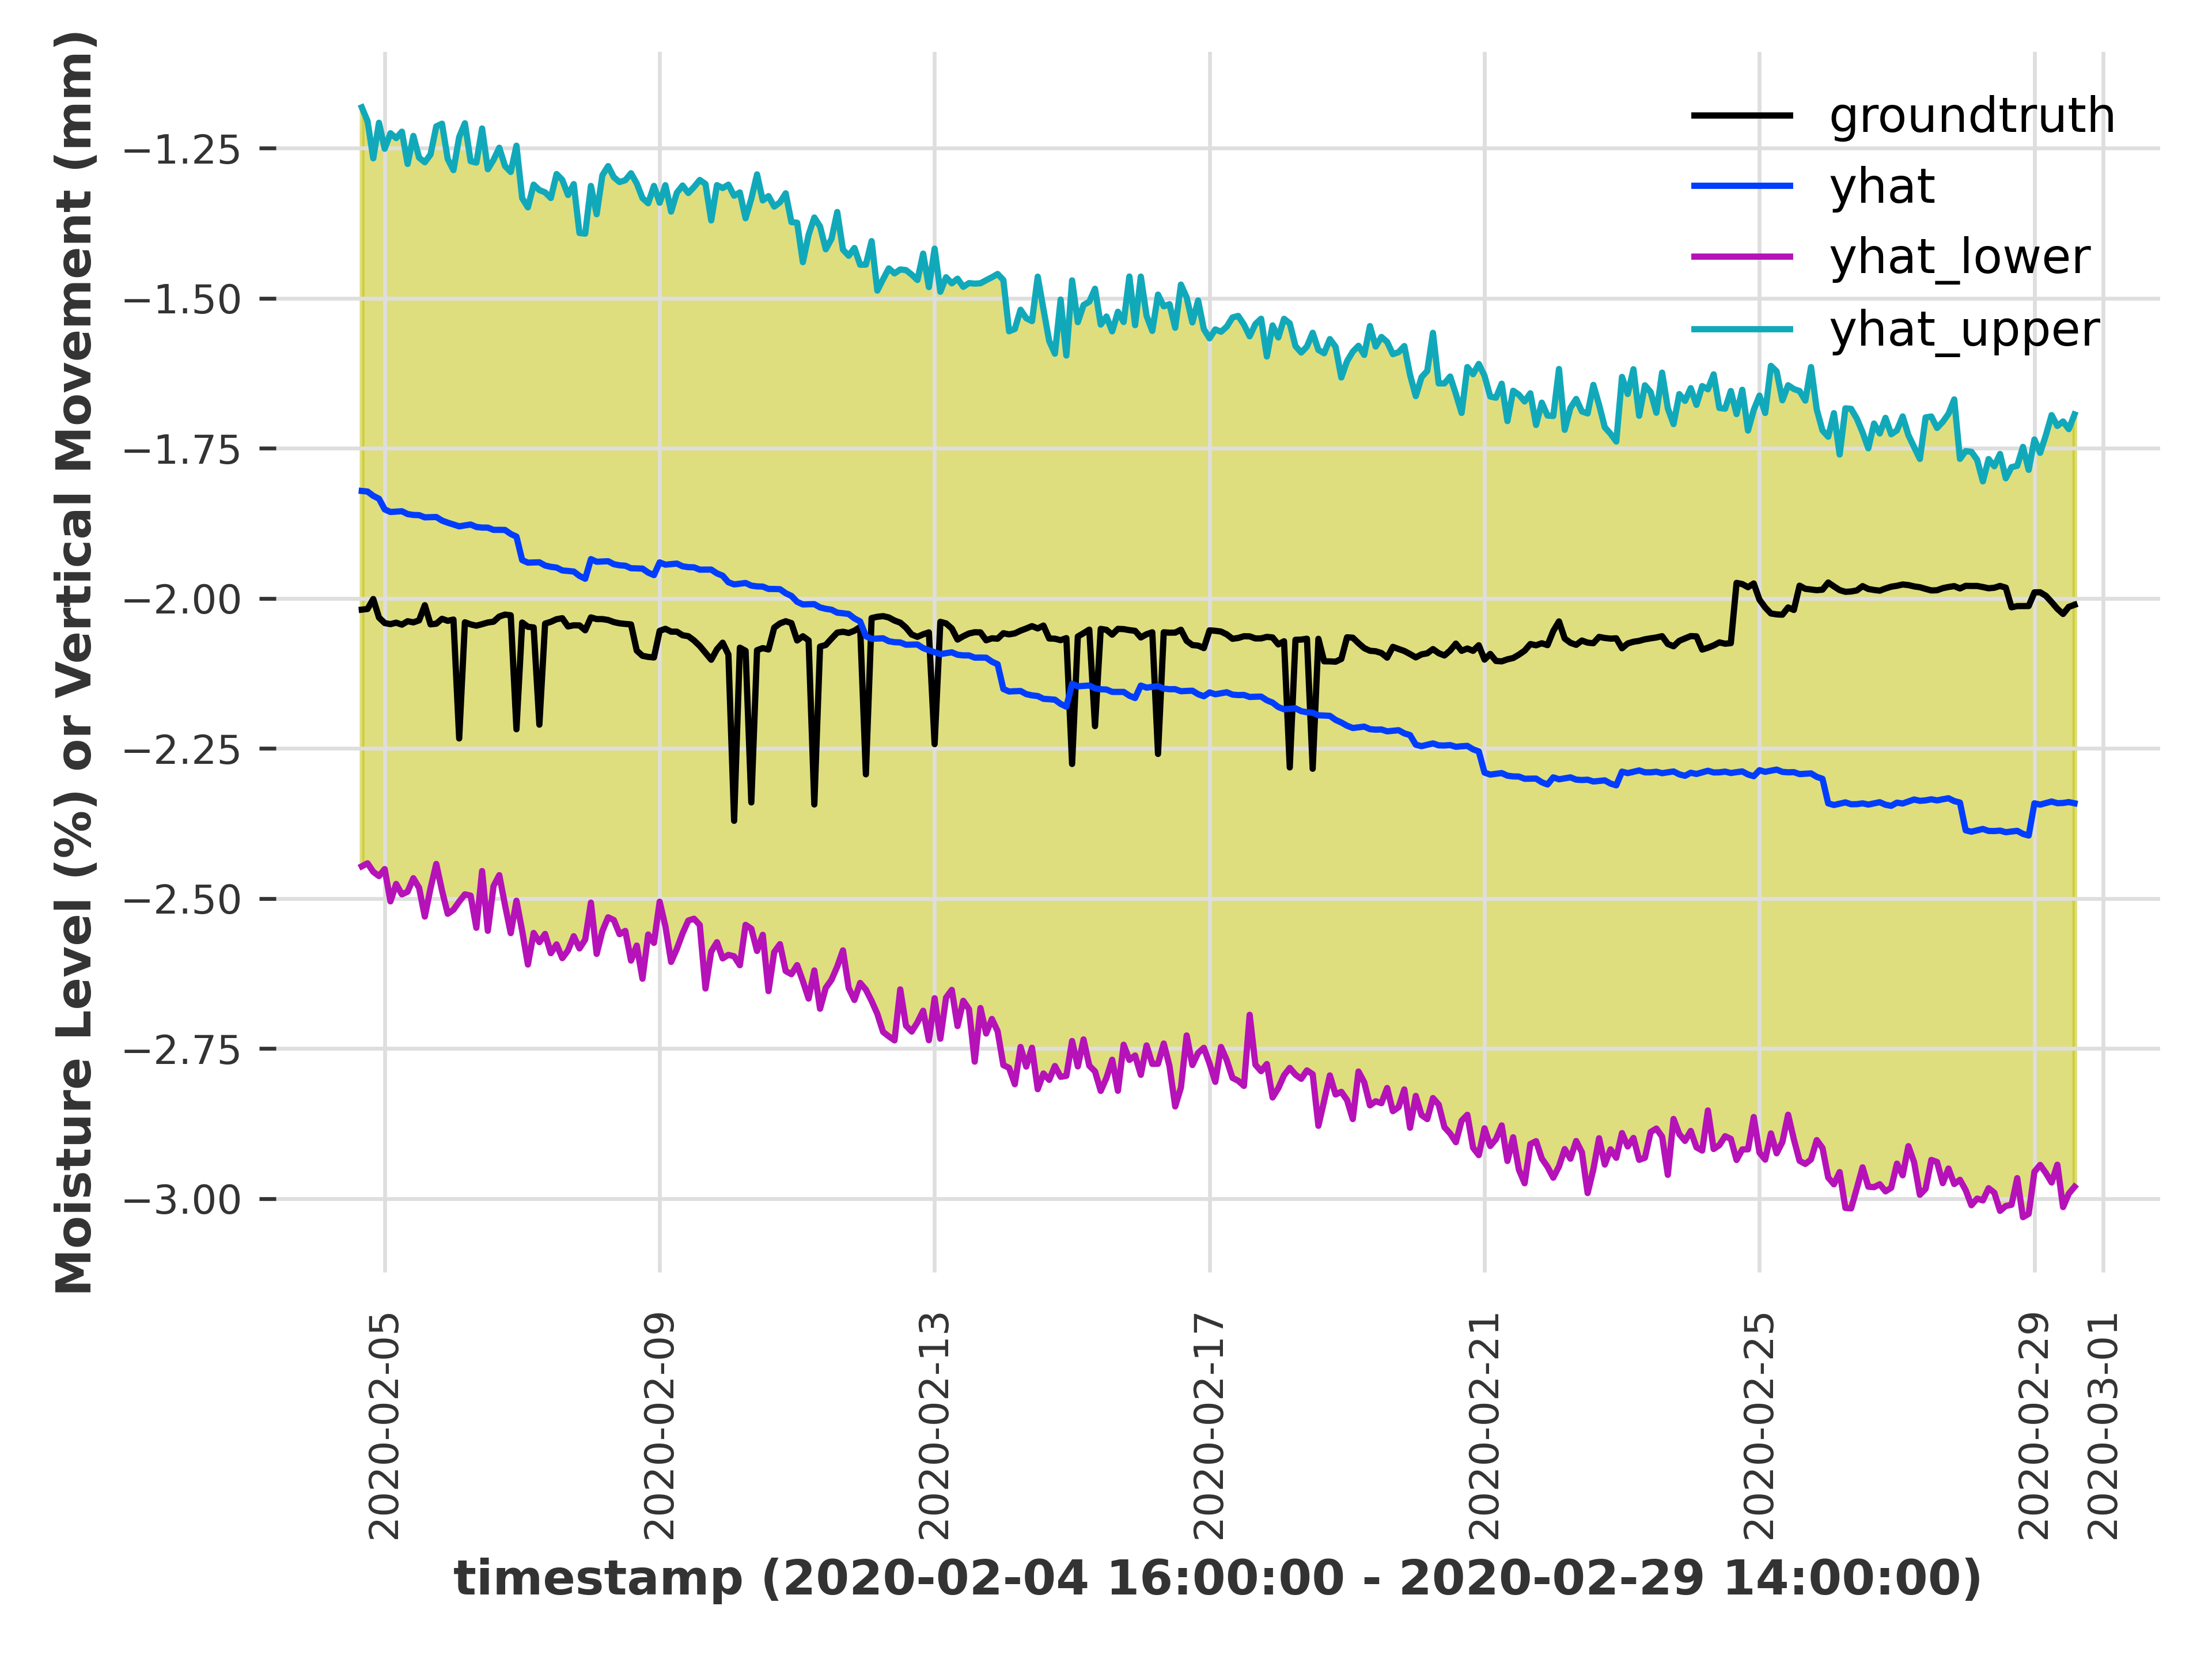 Moisture Level (%) or Vertical Movement (mm)
−1.25
−1.50
−1.75
−2.00
−2.25
−2.50
−2.75
−3.00
groundtruth
yhat
yhat_lower
yhat_upper
2020-02-05
2020-02-09
2020-02-13
2020-02-17
2020-02-21
2020-02-25
2020-02-29
2020-03-01
timestamp (2020-02-04 16:00:00 - 2020-02-29 14:00:00)